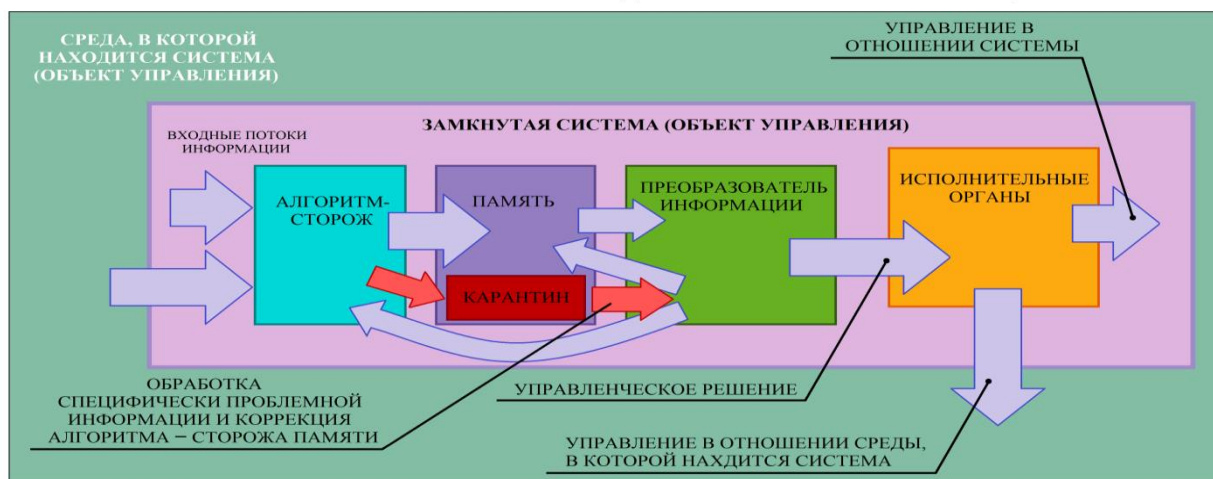 СРЕДА, В КОТОРОЙ
НАХОДИТСЯ СИСТЕМА
(ОБЪЕКТ УПРАВЛЕНИЯ)
УПРАВЛЕНИЕ В
ОТНОШЕНИИ СИСТЕМЫ
ЗАМКНУТАЯ СИСТЕМА (ОБЪЕКТ УПРАВЛЕНИЯ)
ВХОДНЫЕ ПОТОКИ
ИНФОРМАЦИИ
АЛГОРИТМ-
СТОРОЖ
ПАМЯТЬ
КАРАНТИН
ПРЕОБРАЗОВАТЕЛЬ
ИНФОРМАЦИИ
ИСПОЛНИТЕЛЬНЫЕ
ОРГАНЫ
ОБРАБОТКА
СПЕЦИФИЧЕСКИ ПРОБЛЕМНОЙ
ИНФОРМАЦИИ И КОРРЕКЦИЯ
АЛГОРИТМА – СТОРОЖА ПАМЯТИ
УПРАВЛЕНЧЕСКОЕ РЕШЕНИЕ
УПРАВЛЕНИЕ В ОТНОШЕНИИ СРЕДЫ,
В КОТОРОЙ НАХДИТСЯ СИСТЕМА